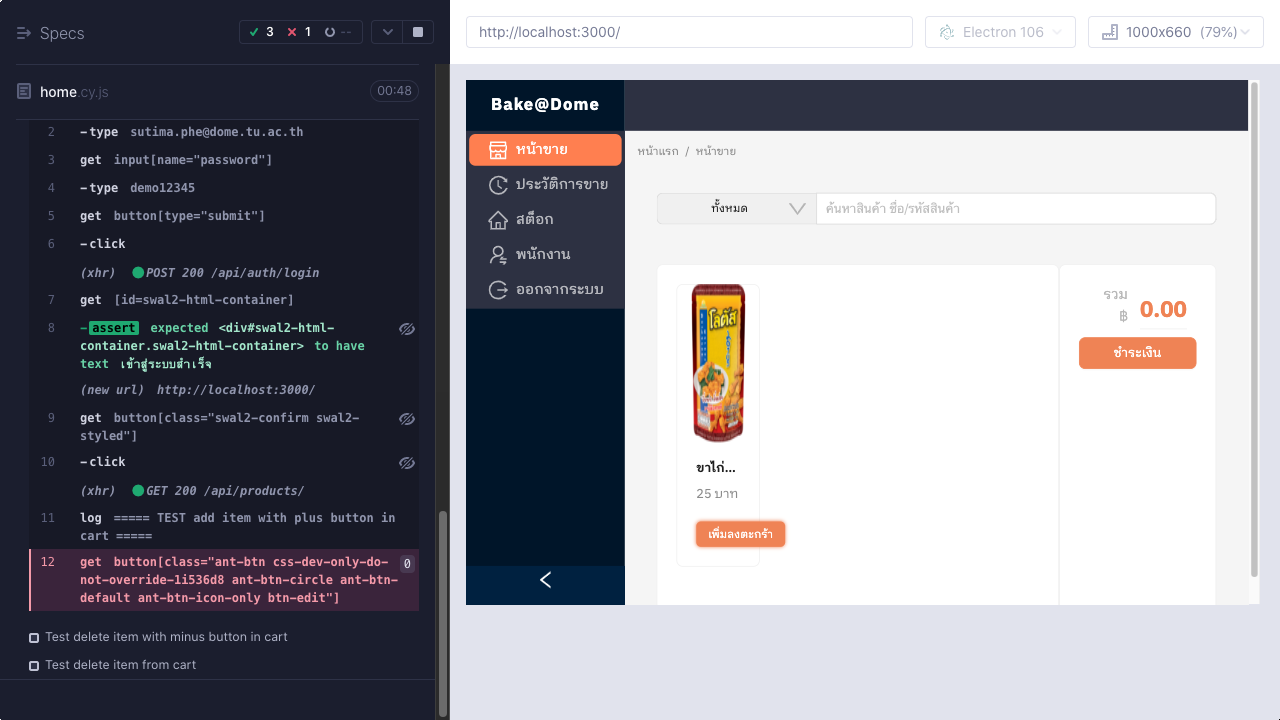 Specs
3
1
--
home.cy.js
00:48
2 -type sutima.phe@dome.tu.ac.th
3 get input[name="password"]
4 -type demo12345
5 get button[type="submit"]
6 -click
(xhr) POST 200 /api/auth/login
7 get [id=swal2-html-container]
8 -assert expected <div#swal2-html-
container.swal2-html-container> to have
text เข้าสู่ระบบสำเร็จ
(new url) http://localhost:3000/
9 get button[class="swal2-confirm swal2-
styled"]
10 -click
(xhr) GET 200 /api/products/
11 log ===== TEST add item with plus button in
cart =====
12 get button[class="ant-btn css-dev-only-do-
not-override-1i536d8 ant-btn-circle ant-btn-
default ant-btn-icon-only btn-edit"]
0
Test delete item with minus button in cart
Test delete item from cart
http://localhost:3000/
Electron 106
1000x660 (79%)
Bake@Dome
หน้าขาย
ประวัติการขาย
สต็อก
พนักงาน
ออกจากระบบ
หน้าแรก / หน้าขาย
ทั้งหมด
ค้นหาสินค้า ชื่อ/รหัสสินค้า
โลตัส
ขาไก่...
25 บาท
เพิ่มลงตะกร้า
รวม
฿
0.00
ชำระเงิน